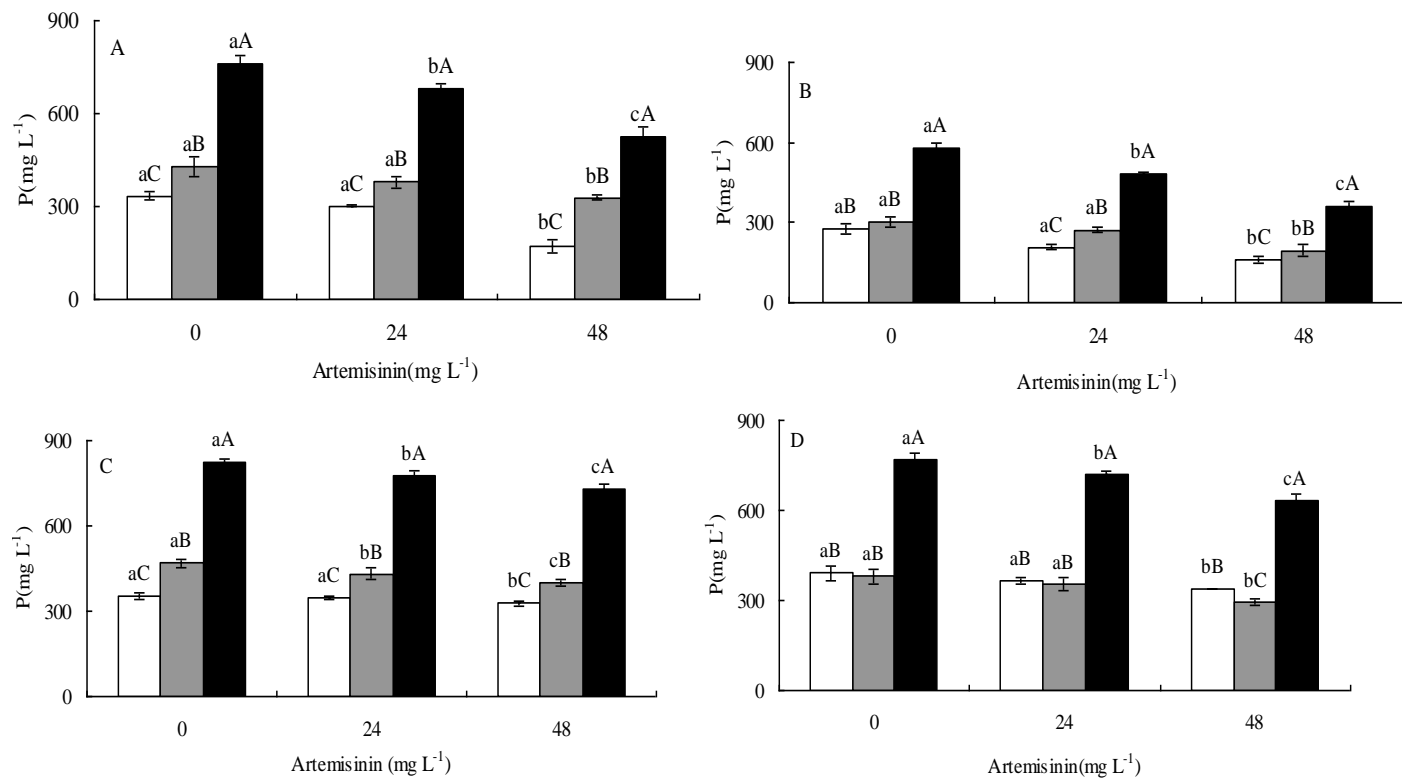 A
P(mg L⁻¹)
900
600
300
0
aC aB aA
aC aB bA
bC bB cA
0 24 48
Artemisinin(mg L⁻¹)
B
P(mg L⁻¹)
900
600
300
0
aB aB aA
aC aB bA
bC bB cA
0 24 48
Artemisinin(mg L⁻¹)
C
P(mg L⁻¹)
900
600
300
0
aC aB aA
aC bB bA
bC cB cA
0 24 48
Artemisinin (mg L⁻¹)
D
P(mg L⁻¹)
900
600
300
0
aB aB aA
aB aB bA
bB bC cA
0 24 48
Artemisinin(mg L⁻¹)